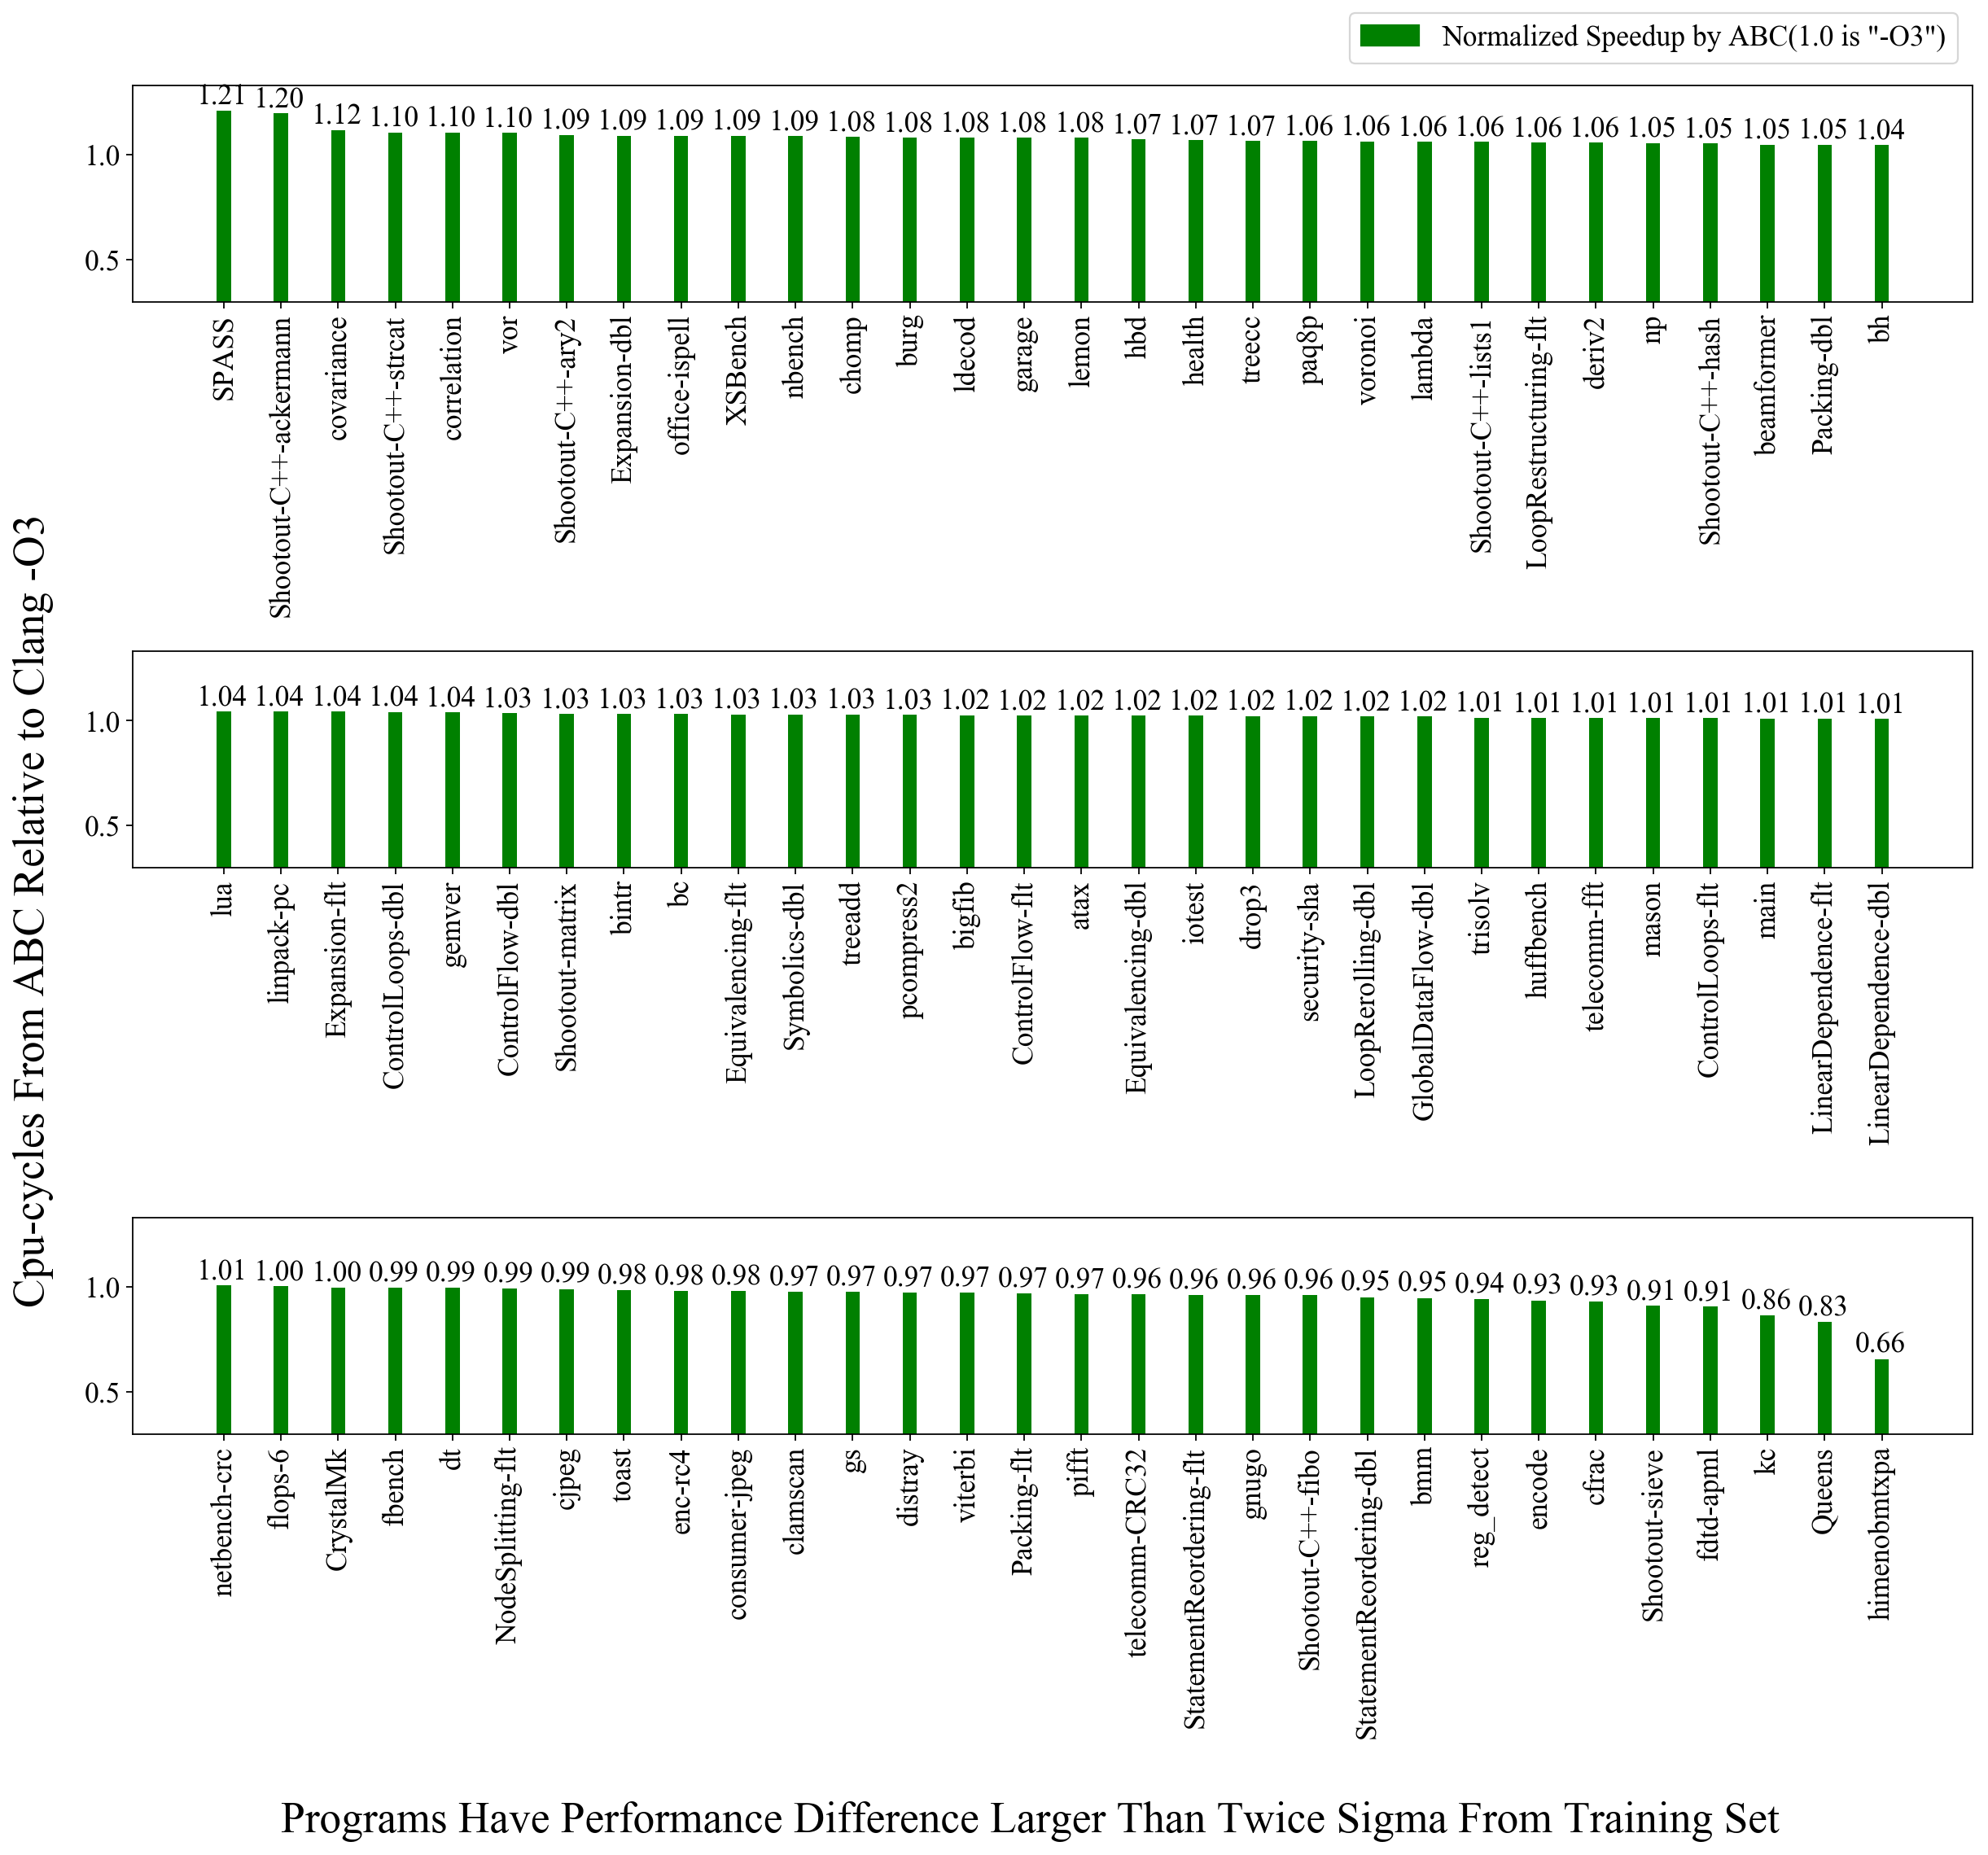 Normalized Speedup by ABC(1.0 is "-O3")
1.21 1.20 1.12 1.10 1.10 1.10 1.09 1.09 1.09 1.09 1.09 1.08 1.08 1.08 1.08 1.08 1.07 1.07 1.07 1.06 1.06 1.06 1.06 1.06 1.06 1.05 1.05 1.05 1.05 1.04
1.0
0.5
SPASS
Shootout-C++-ackermann
covariance
Shootout-C++-strcat
correlation
vor
Shootout-C++-ary2
Expansion-dbl
office-ispell
XSBench
nbench
chomp
burg
ldecod
garage
lemon
hbd
health
treecc
paq8p
voronoi
lambda
Shootout-C++-lists1
LoopRestructuring-flt
deriv2
np
Shootout-C++-hash
beamformer
Packing-dbl
bh
Cpu-cycles From ABC Relative to Clang -O3
1.04 1.04 1.04 1.04 1.04 1.03 1.03 1.03 1.03 1.03 1.03 1.03 1.03 1.02 1.02 1.02 1.02 1.02 1.02 1.02 1.02 1.02 1.01 1.01 1.01 1.01 1.01 1.01 1.01 1.01
1.0
0.5
lua
linpack-pc
Expansion-flt
ControlLoops-dbl
gemver
ControlFlow-dbl
Shootout-matrix
bintr
bc
Equivalencing-flt
Symbolics-dbl
treeadd
pcompress2
bigfib
ControlFlow-flt
atax
Equivalencing-dbl
iotest
drop3
security-sha
LoopRerolling-dbl
GlobalDataFlow-dbl
trisolv
huffbench
telecomm-fft
mason
ControlLoops-flt
main
LinearDependence-flt
LinearDependence-dbl
1.01 1.00 1.00 0.99 0.99 0.99 0.99 0.98 0.98 0.98 0.97 0.97 0.97 0.97 0.97 0.97 0.96 0.96 0.96 0.96 0.95 0.95 0.94 0.93 0.93 0.91 0.91 0.86 0.83 0.66
1.0
0.5
netbench-crc
flops-6
CrystalMk
fbench
dt
NodeSplitting-flt
cjpeg
toast
enc-rc4
consumer-jpeg
clamscan
gs
distray
viterbi
Packing-flt
pifft
telecomm-CRC32
StatementReordering-flt
gnugo
Shootout-C++-fibo
StatementReordering-dbl
bmm
reg_detect
encode
cfrac
Shootout-sieve
fdtd-apml
kc
Queens
himenobmtxpa
Programs Have Performance Difference Larger Than Twice Sigma From Training Set